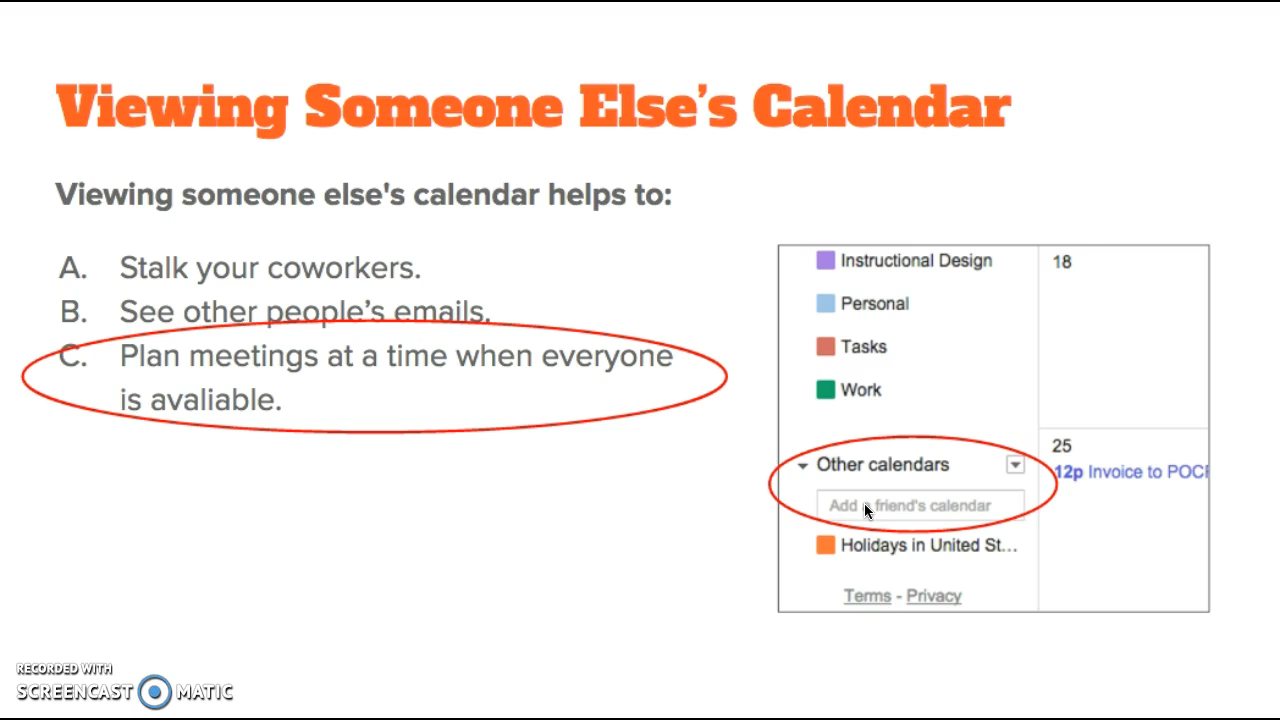 Viewing Someone Else's Calendar
Viewing someone else's calendar helps to:
A. Stalk your coworkers.
B. See other people's emails.
C. Plan meetings at a time when everyone
is avaliable.
Instructional Design
Personal
Tasks
Work
Other calendars
Add a friend's calendar
Holidays in United St...
Terms - Privacy
18
25
12p Invoice to POCF
RECORDED WITH
SCREENCAST MATIC